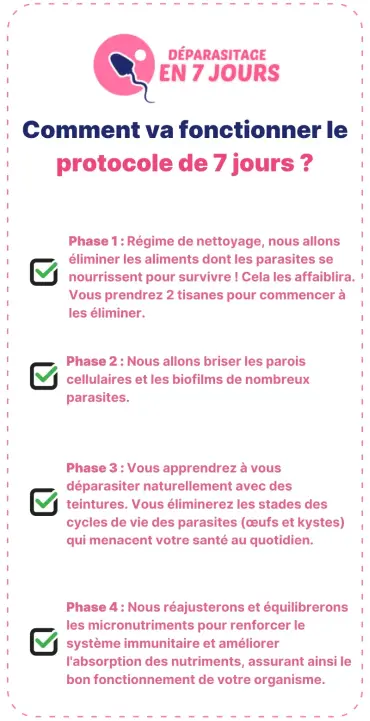 DÉPARASITAGE
EN 7 JOURS
Comment va fonctionner le
protocole de 7 jours ?
Phase 1 : Régime de nettoyage, nous allons
éliminer les aliments dont les parasites se
nourrissent pour survivre ! Cela les affaiblira.
Vous prendrez 2 tisanes pour commencer à
les éliminer.
Phase 2 : Nous allons briser les parois
cellulaires et les biofilms de nombreux
parasites.
Phase 3 : Vous apprendrez à vous
déparasiter naturellement avec des
teintures. Vous éliminerez les stades des
cycles de vie des parasites (œufs et kystes)
qui menacent votre santé au quotidien.
Phase 4 : Nous réajusterons et équilibrerons
les micronutriments pour renforcer le
système immunitaire et améliorer
l'absorption des nutriments, assurant ainsi le
bon fonctionnement de votre organisme.